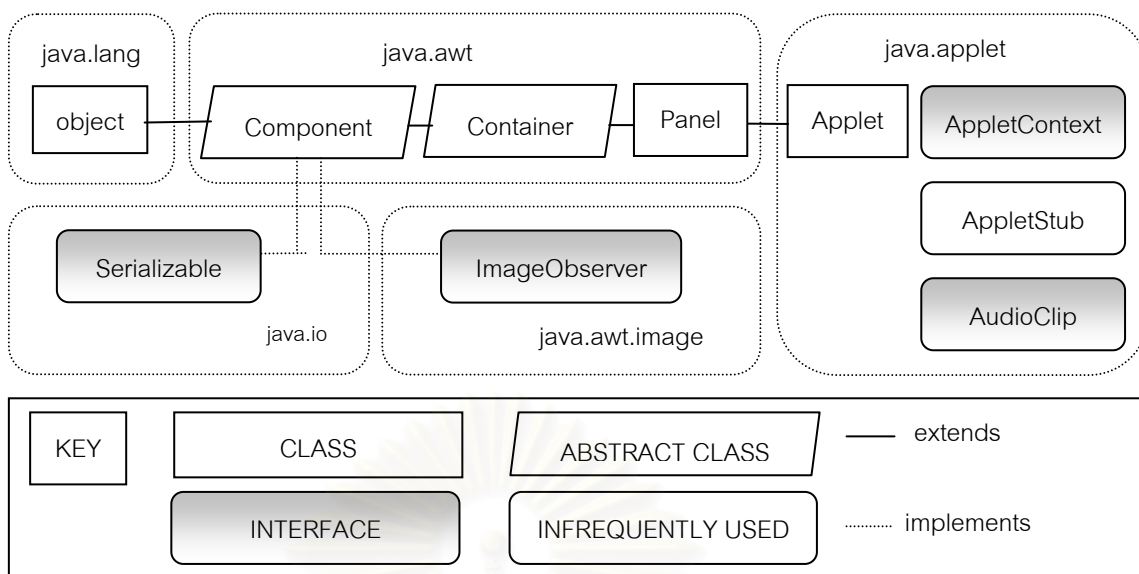 java.lang
java.awt
java.applet
object
Component
Container
Panel
Applet
AppletContext
AppletStub
AudioClip
Serializable
java.io
ImageObserver
java.awt.image
KEY
CLASS
ABSTRACT CLASS
extends
INTERFACE
INFREQUENTLY USED
implements